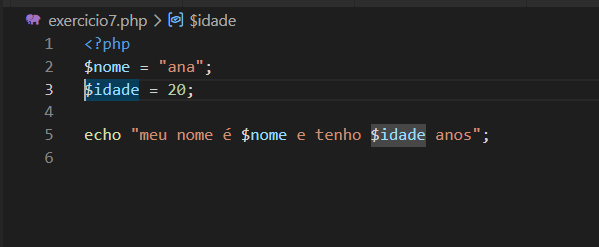 exercicio7.php > $idade
1 <?php
2 $nome = "ana";
3 $idade = 20;
4
5 echo "meu nome é $nome e tenho $idade anos";
6